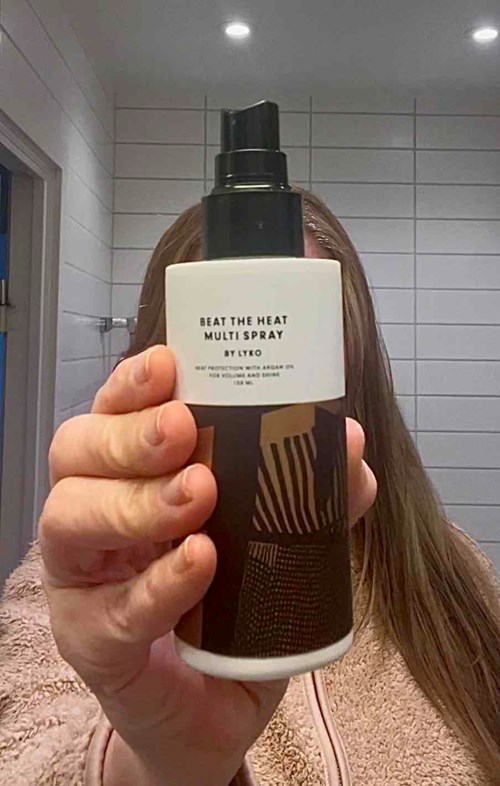 BEAT THE HEAT
MULTI SPRAY
BY LYKO
HEAT PROTECTION WITH ARGAN OIL
FOR VOLUME AND SHINE
150 ML